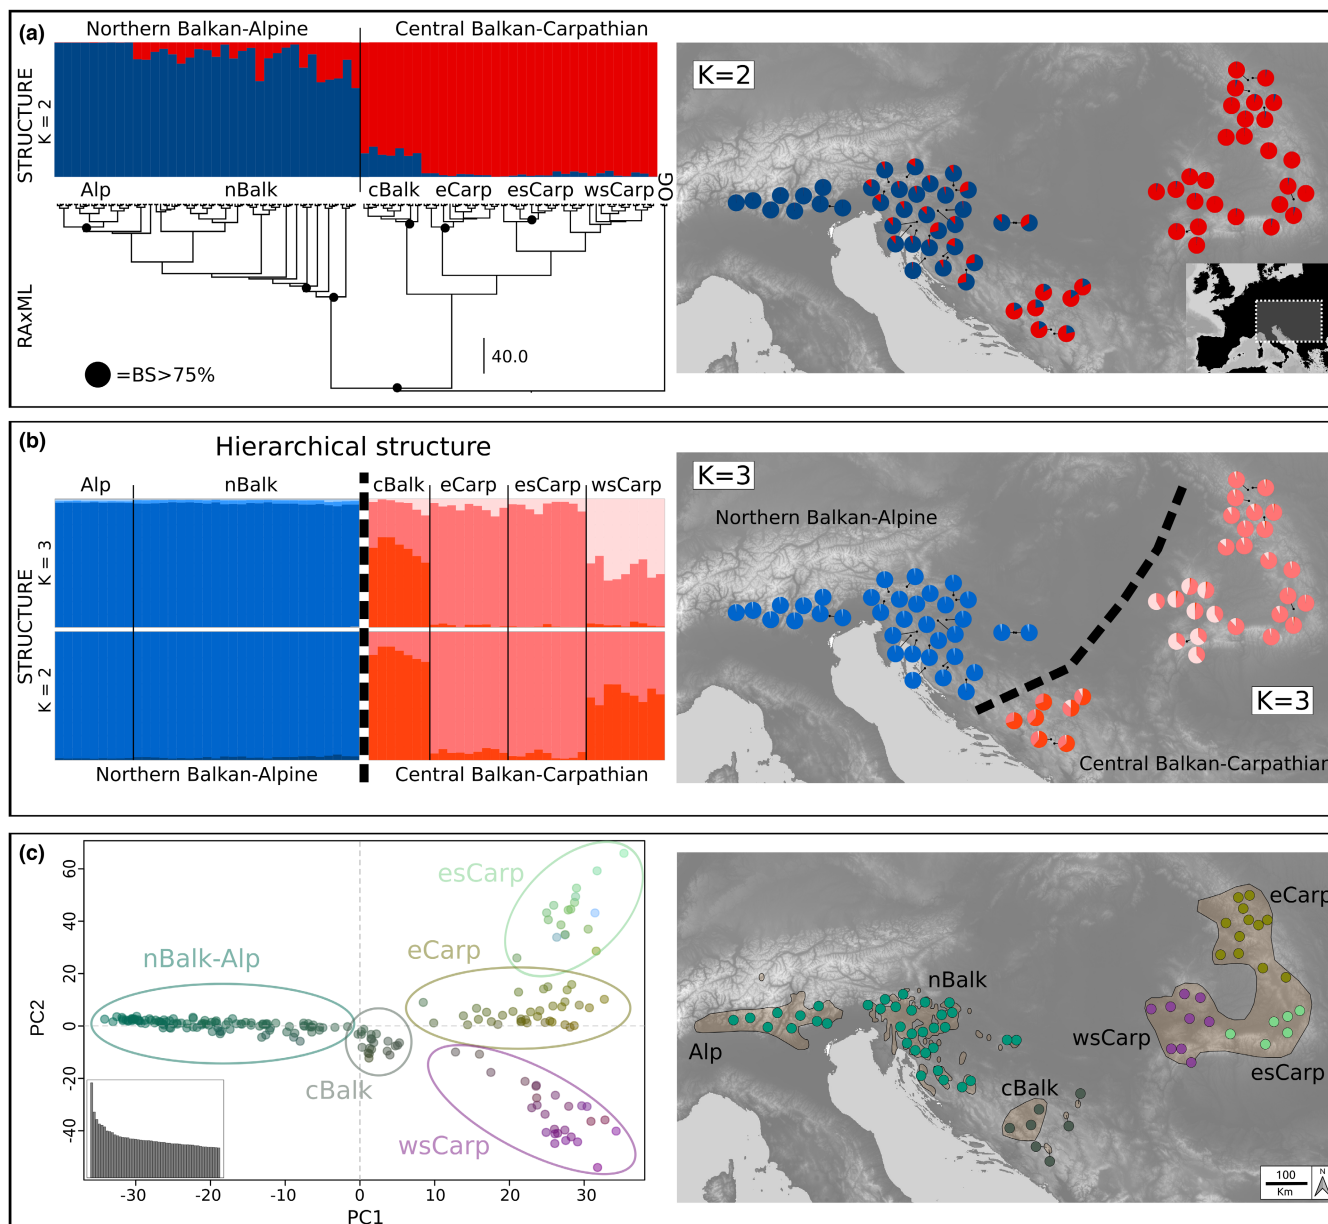 (a)
Northern Balkan-Alpine
Central Balkan-Carpathian
STRUCTURE
K = 2
Alp
nBalk
cBalk
eCarp
esCarp
wsCarp
OG
RAxML
40.0
=BS>75%
K=2
(b)
Hierarchical structure
Alp
nBalk
cBalk
eCarp
esCarp
wsCarp
STRUCTURE
K = 3
K = 2
Northern Balkan-Alpine
Central Balkan-Carpathian
K=3
Northern Balkan-Alpine
K=3
Central Balkan-Carpathian
(c)
PC2
60
40
20
0
-20
-40
esCarp
nBalk-Alp
eCarp
cBalk
wsCarp
-30
-20
-10
0
10
20
30
PC1
eCarp
nBalk
Alp
wsCarp
esCarp
cBalk
100
Km
N